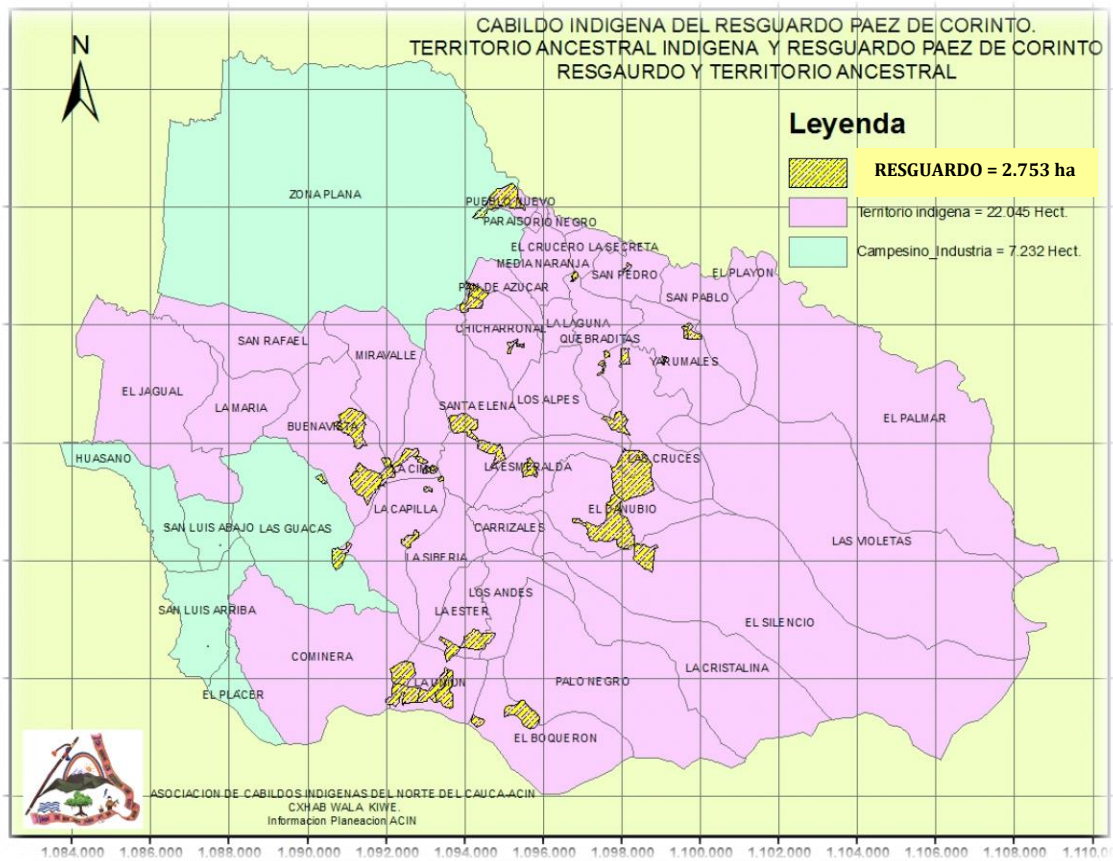 CABILDO INDIGENA DEL RESGUARDO PAEZ DE CORINTO.
TERRITORIO ANCESTRAL INDIGENA Y RESGUARDO PAEZ DE CORINTO
RESGAURDO Y TERRITORIO ANCESTRAL
N
Leyenda
RESGUARDO = 2.753 ha
Territorio indigena = 22.045 Hect.
Campesino_Industria = 7.232 Hect.
ZONA PLANA
PUEBLO NUEVO
PARAISO RIO NEGRO
EL CRUCERO LA SECRETA
MEDIA NARANJA
SAN PEDRO
EL PLAYON
PAN DE AZUCAR
SAN PABLO
CHICHARRONAL
LA LAGUNA
QUEBRADITAS
SAN RAFAEL
MIRAVALLE
YARUMALES
EL JAGUAL
LA MARIA
SANTA ELENA
LOS ALPES
EL PALMAR
BUENAVISTA
HUASANO
LA CIMA
LA ESMERALDA
LAS CRUCES
LA CAPILLA
EL DANUBIO
SAN LUIS ABAJO
LAS GUACAS
CARRIZALES
LAS VIOLETAS
LA SIBERIA
LOS ANDES
SAN LUIS ARRIBA
LA ESTER
EL SILENCIO
COMINERA
LA CRISTALINA
LA UNION
PALO NEGRO
EL PLACER
EL BOQUERON
ASOCIACION DE CABILDOS INDIGENAS DEL NORTE DEL CAUCA-ACIN
CXHAB WALA KIWE.
Informacion Planeacion ACIN
1.084.000 1.086.000 1.088.000 1.090.000 1.092.000 1.094.000 1.096.000 1.098.000 1.100.000 1.102.000 1.104.000 1.106.000 1.108.000 1.110.0